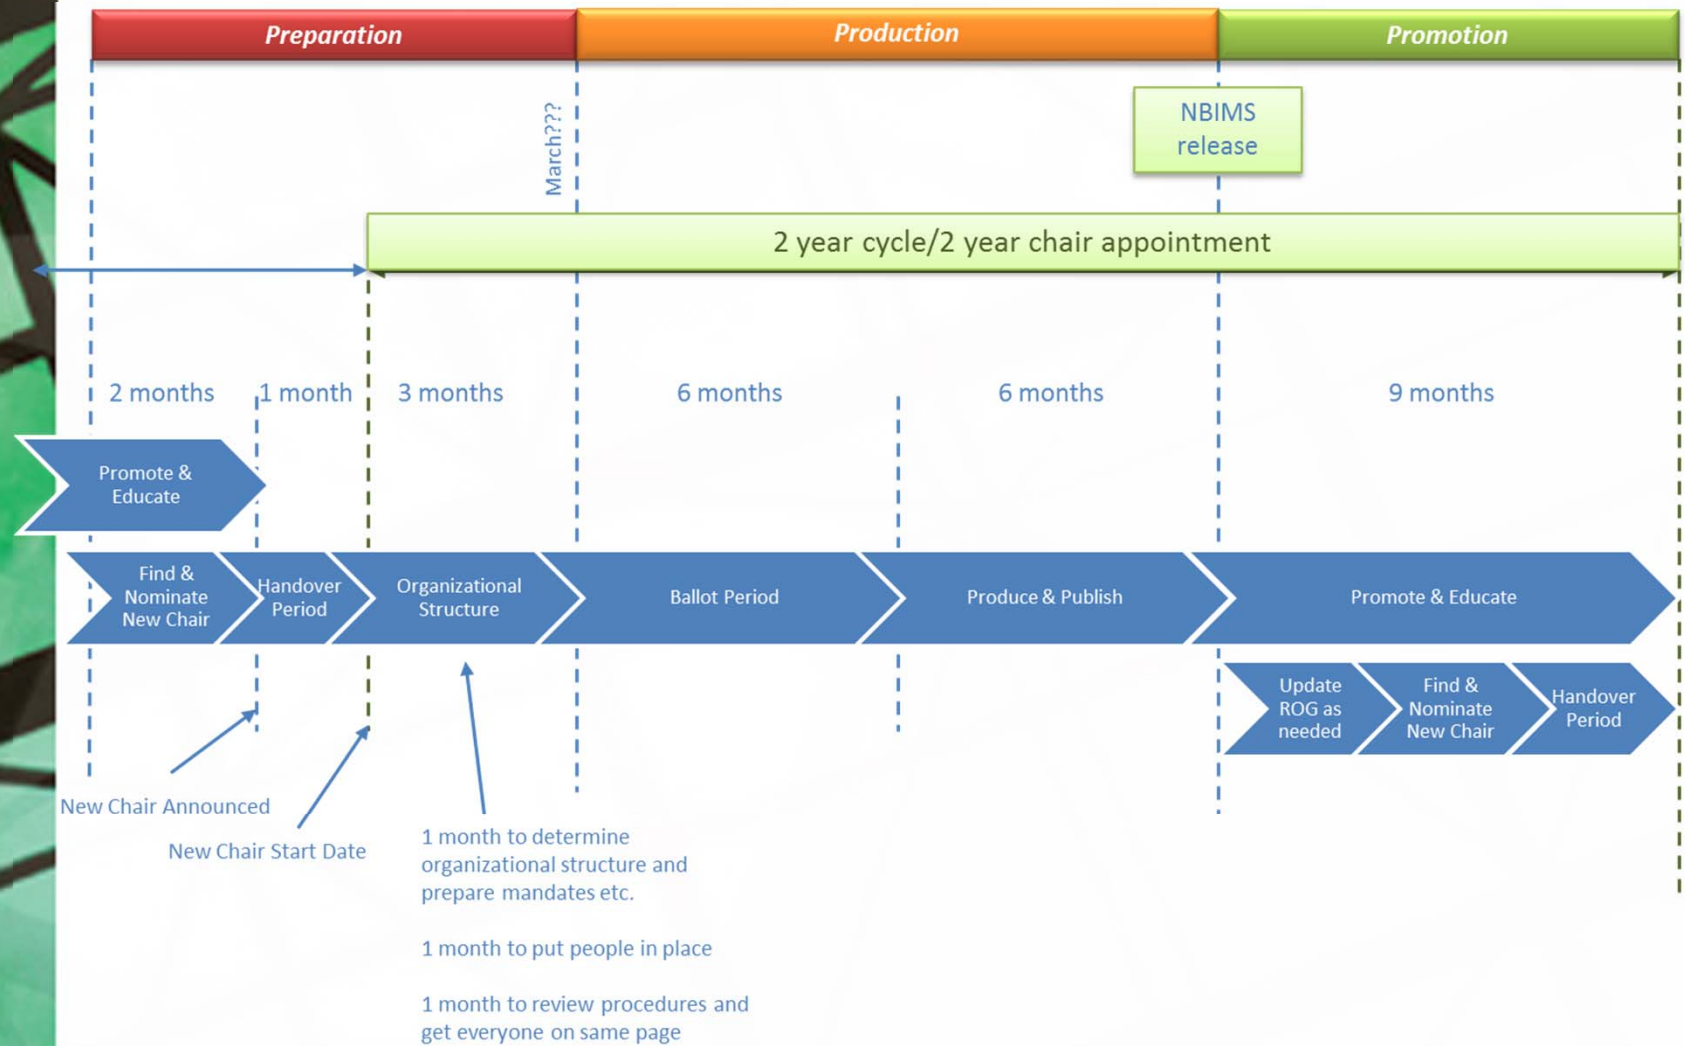 Preparation
Production
Promotion
March???
NBIMS
release
2 year cycle/2 year chair appointment
2 months
1 month
3 months
6 months
6 months
9 months
Promote &
Educate
Find &
Nominate
New Chair
Handover
Period
Organizational
Structure
Ballot Period
Produce & Publish
Promote & Educate
Update
ROG as
needed
Find &
Nominate
New Chair
Handover
Period
New Chair Announced
New Chair Start Date
1 month to determine
organizational structure and
prepare mandates etc.
1 month to put people in place
1 month to review procedures and
get everyone on same page